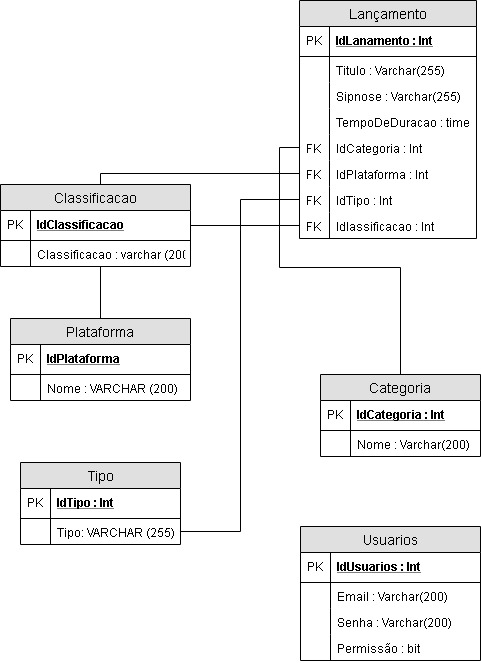 Lançamento
PK IdLanamento : Int
Titulo : Varchar(255)
Sipnose : Varchar(255)
TempoDeDuracao : time
FK IdCategoria : Int
FK IdPlataforma : Int
FK IdTipo : Int
FK Idlassificacao : Int
Classificacao
PK IdClassificacao
Classificacao : varchar (200
Plataforma
PK IdPlataforma
Nome : VARCHAR (200)
Categoria
PK IdCategoria : Int
Nome : Varchar(200)
Tipo
PK IdTipo : Int
Tipo: VARCHAR (255)
Usuarios
PK IdUsuarios : Int
Email : Varchar(200)
Senha : Varchar(200)
Permissão : bit